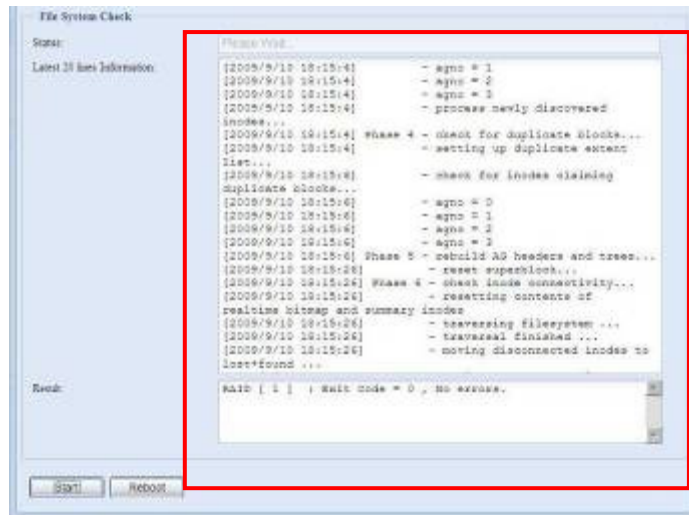 File System Check
Status:
Please Wait...
Latest 20 lines Information:
[2009/9/10 18:15:4] - agno = 1
[2009/9/10 18:15:4] - agno = 2
[2009/9/10 18:15:4] - agno = 3
[2009/9/10 18:15:4] - process newly discovered
inodes...
[2009/9/10 18:15:4] Phase 4 - check for duplicate blocks...
[2009/9/10 18:15:4] - setting up duplicate extent
list...
[2009/9/10 18:15:6] - check for inodes claiming
duplicate blocks...
[2009/9/10 18:15:6] - agno = 0
[2009/9/10 18:15:6] - agno = 1
[2009/9/10 18:15:6] - agno = 2
[2009/9/10 18:15:6] - agno = 3
[2009/9/10 18:15:6] Phase 5 - rebuild AG headers and trees...
[2009/9/10 18:15:26] - reset superblock...
[2009/9/10 18:15:26] Phase 6 - check inode connectivity...
[2009/9/10 18:15:26] - resetting contents of
realtime bitmap and summary inodes
[2009/9/10 18:15:26] - traversing filesystem ...
[2009/9/10 18:15:26] - traversal finished ...
[2009/9/10 18:15:26] - moving disconnected inodes to
lost+found ...
Result:
RAID [ 1 ] : Exit Code = 0 , No errors.
Start! Reboot